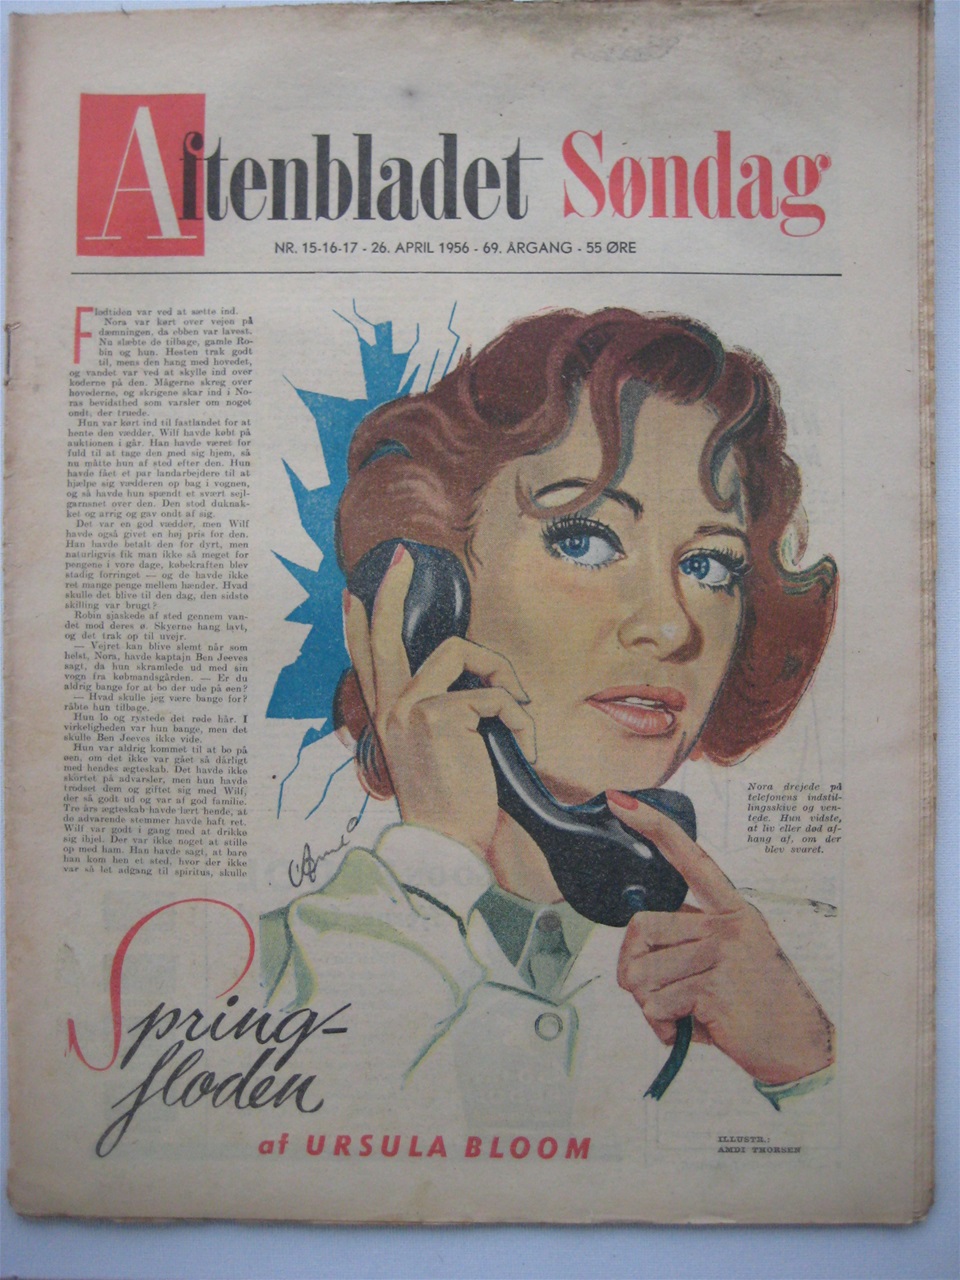 Aftenbladet Søndag
NR. 15-16-17 - 26. APRIL 1956 - 69. ÅRGANG - 55 ØRE
Flodtiden var ved at sætte ind.
Nora var kørt over vejen på
dæmningen, da ebben var lavest.
Nu slæbte de tilbage, gamle Ro-
bin og hun. Hesten trak godt
til, mens den hang med hovedet,
og vandet var ved at skylle ind over
kæderne på den. Mågerne skreg over
hovederne, og skrigene skar ind i No-
ras bevidsthed som varsler om noget
ondt, der truede.
Hun var kørt ind til fastlandet for at
hente den vædder, Wilf havde købt på
auktionen i går. Han havde været for
fuld til at tage den med sig hjem, så
nu måtte hun af sted efter den. Hun
havde fået et par landarbejdere til at
hjælpe sig vædderen op bag i vognen,
og så havde hun spændt et svært sejl-
garnsnet over den. Den stod duknak-
ket og arrig og gav ondt af sig.
Det var en god vædder, men Wilf
havde også givet en høj pris for den.
Han havde betalt den for dyrt, men
naturligvis fik man ikke så meget for
pengene i vore dage, købekraften blev
stadig forringet — og de havde ikke
ret mange penge mellem hænder. Hvad
skulle det blive til den dag, den sidste
skilling var brugt?
Robin sjaskede af sted gennem van-
det mod deres ø. Skyerne hang lavt,
og det trak op til uvejr.
— Vejret kan blive slemt når som
helst, Nora, havde kaptajn Ben Jeeves
sagt, da hun skramlede ud med sin
vogn fra købmandsgården. — Er du
aldrig bange for at bo der ude på øen?
— Hvad skulle jeg være bange for?
råbte hun tilbage.
Hun lo og rystede det røde hår. I
virkeligheden var hun bange, men det
skulle Ben Jeeves ikke vide.
Hun var aldrig kommet til at bo på
øen, om det ikke var gået så dårligt
med hendes ægteskab. Det havde ikke
skortet på advarsler, men hun havde
trodset dem og giftet sig med Wilf,
der så godt ud og var af god familie.
Tre års ægteskab havde lært hende, at
de advarende stemmer havde haft ret.
Wilf var godt i gang med at drikke
sig ihjel. Der var ikke noget at stille
op med ham. Han havde sagt, at bare
han kom hen et sted, hvor der ikke
var så let adgang til spiritus, skulle
Nora drejede på
telefonens indstil-
lingsskive og ven-
tede. Hun vidste,
at liv eller død af-
hang af, om der
blev svaret.
Spring-
floden
af URSULA BLOOM
ILLUSTR.:
AMDI THORSEN